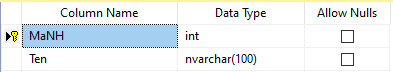 Column Name Data Type Allow Nulls
MaNH int
Ten nvarchar(100)